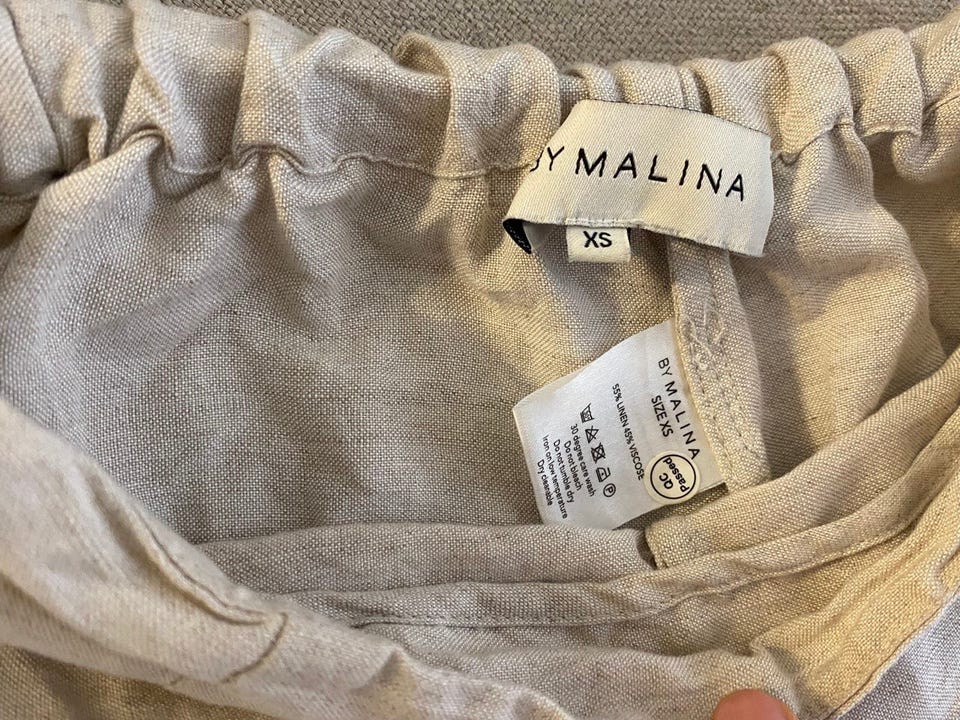 BY MALINA
XS
BY MALINA
SIZE XS
55% LINEN 45% VISCOSE
30 degree care wash
Do not bleach
Do not tumble dry
Iron on low temperature
Dry cleanable
QC
Passed
P